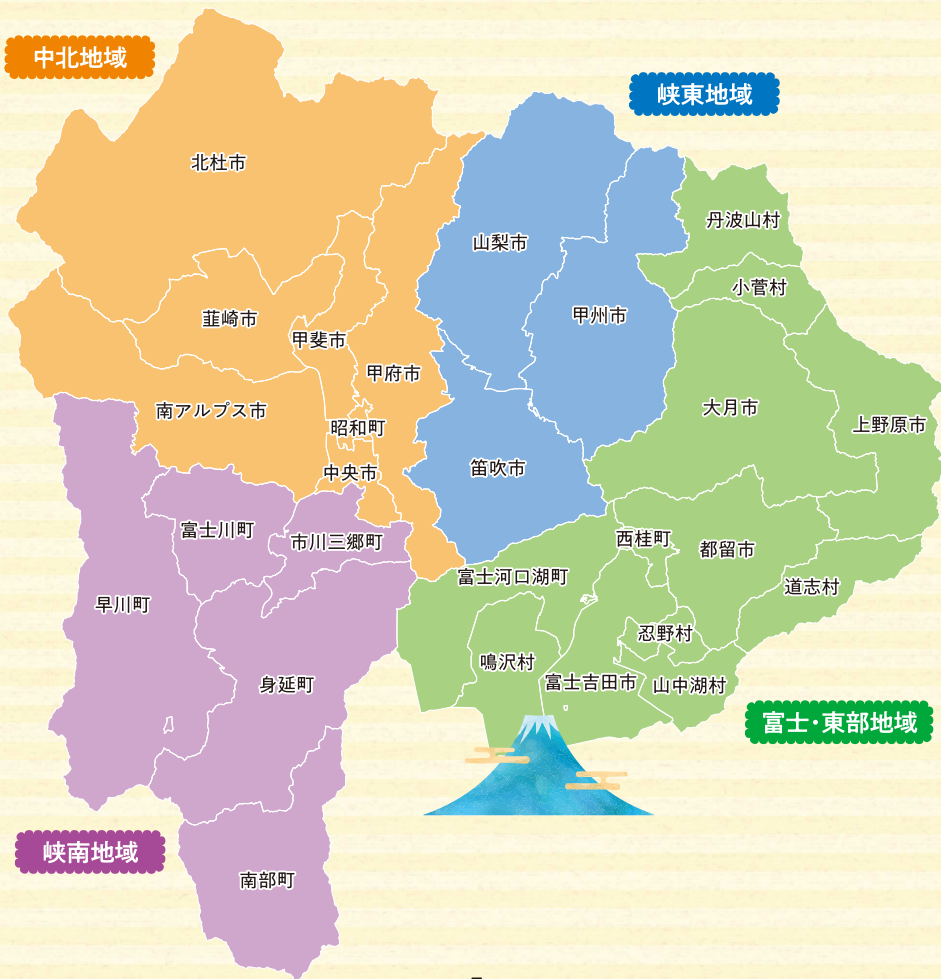 中北地域
峡東地域
北杜市
山梨市
丹波山村
小菅村
韮崎市
甲斐市
甲州市
甲府市
南アルプス市
昭和町
大月市
上野原市
中央市
笛吹市
富士川町
市川三郷町
西桂町
都留市
富士河口湖町
道志村
早川町
忍野村
鳴沢村
身延町
富士吉田市
山中湖村
富士・東部地域
峡南地域
南部町